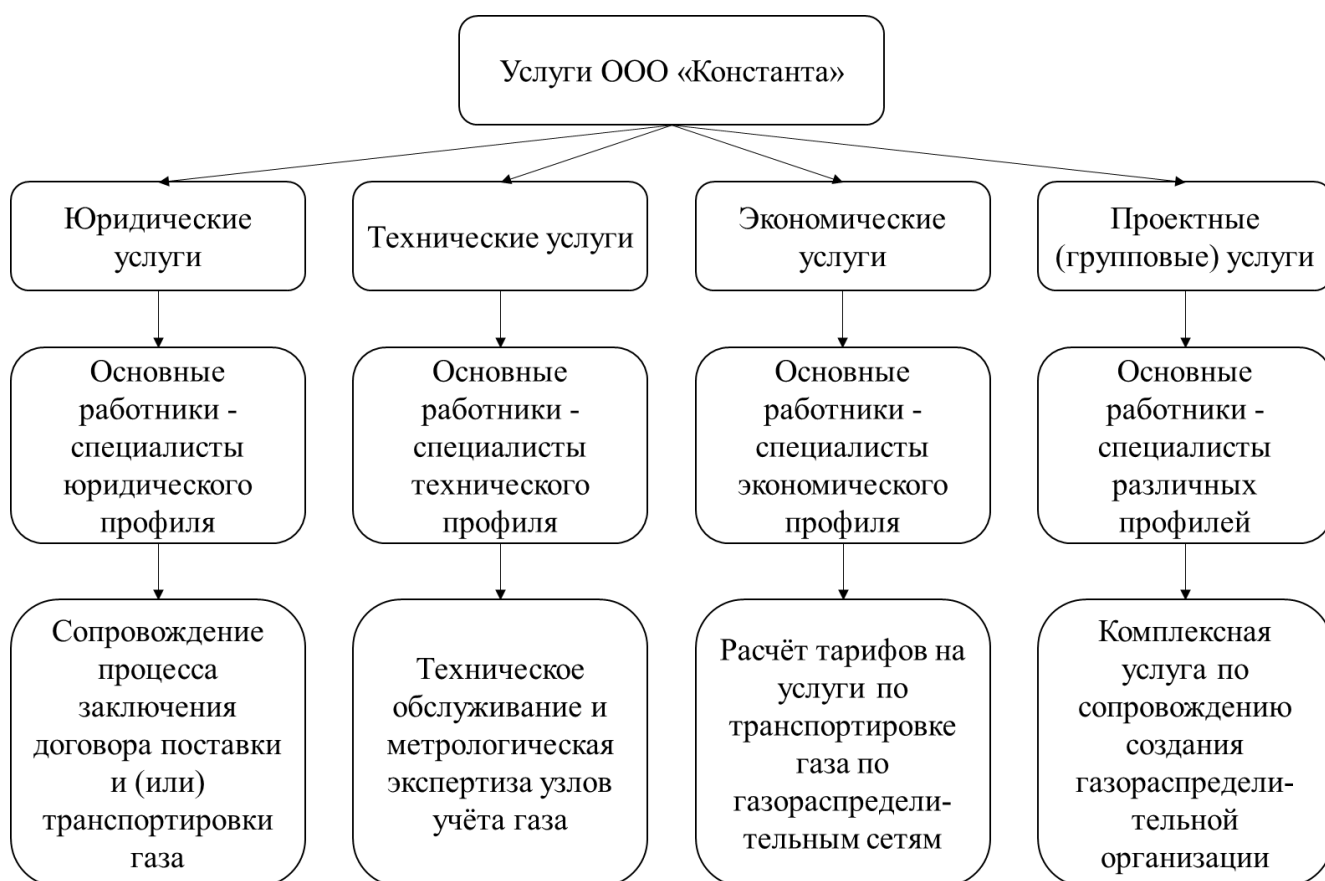 Услуги ООО «Константа»
Юридические
услуги
Технические услуги
Экономические
услуги
Проектные
(групповые) услуги
Основные
работники -
специалисты
юридического
профиля
Основные
работники -
специалисты
технического
профиля
Основные
работники -
специалисты
экономического
профиля
Основные
работники -
специалисты
различных
профилей
Сопровождение
процесса
заключения
договора поставки
и (или)
транспортировки
газа
Техническое
обслуживание и
метрологическая
экспертиза узлов
учёта газа
Расчёт тарифов на
услуги по
транспортировке
газа по
газораспредели-
тельным сетям
Комплексная
услуга по
сопровождению
создания
газораспредели-
тельной
организации